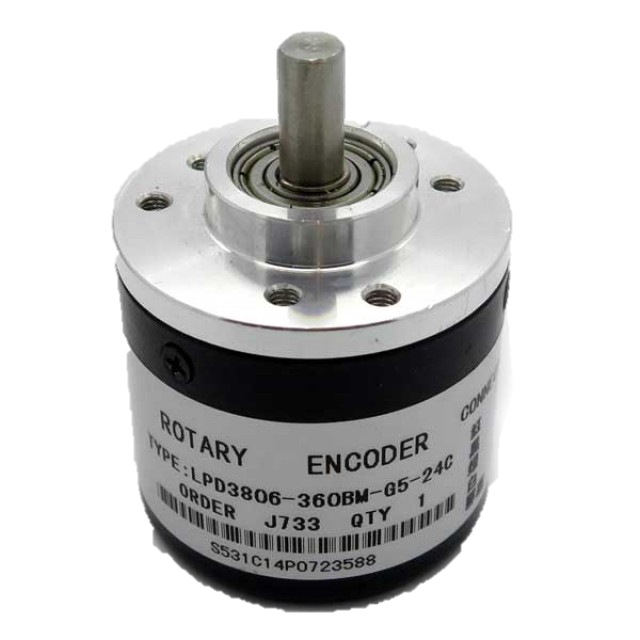 ROTARY ENCODER
TYPE:LPD3806-360BM-G5-24C
ORDER J733 QTY 1
S531C14P0723588